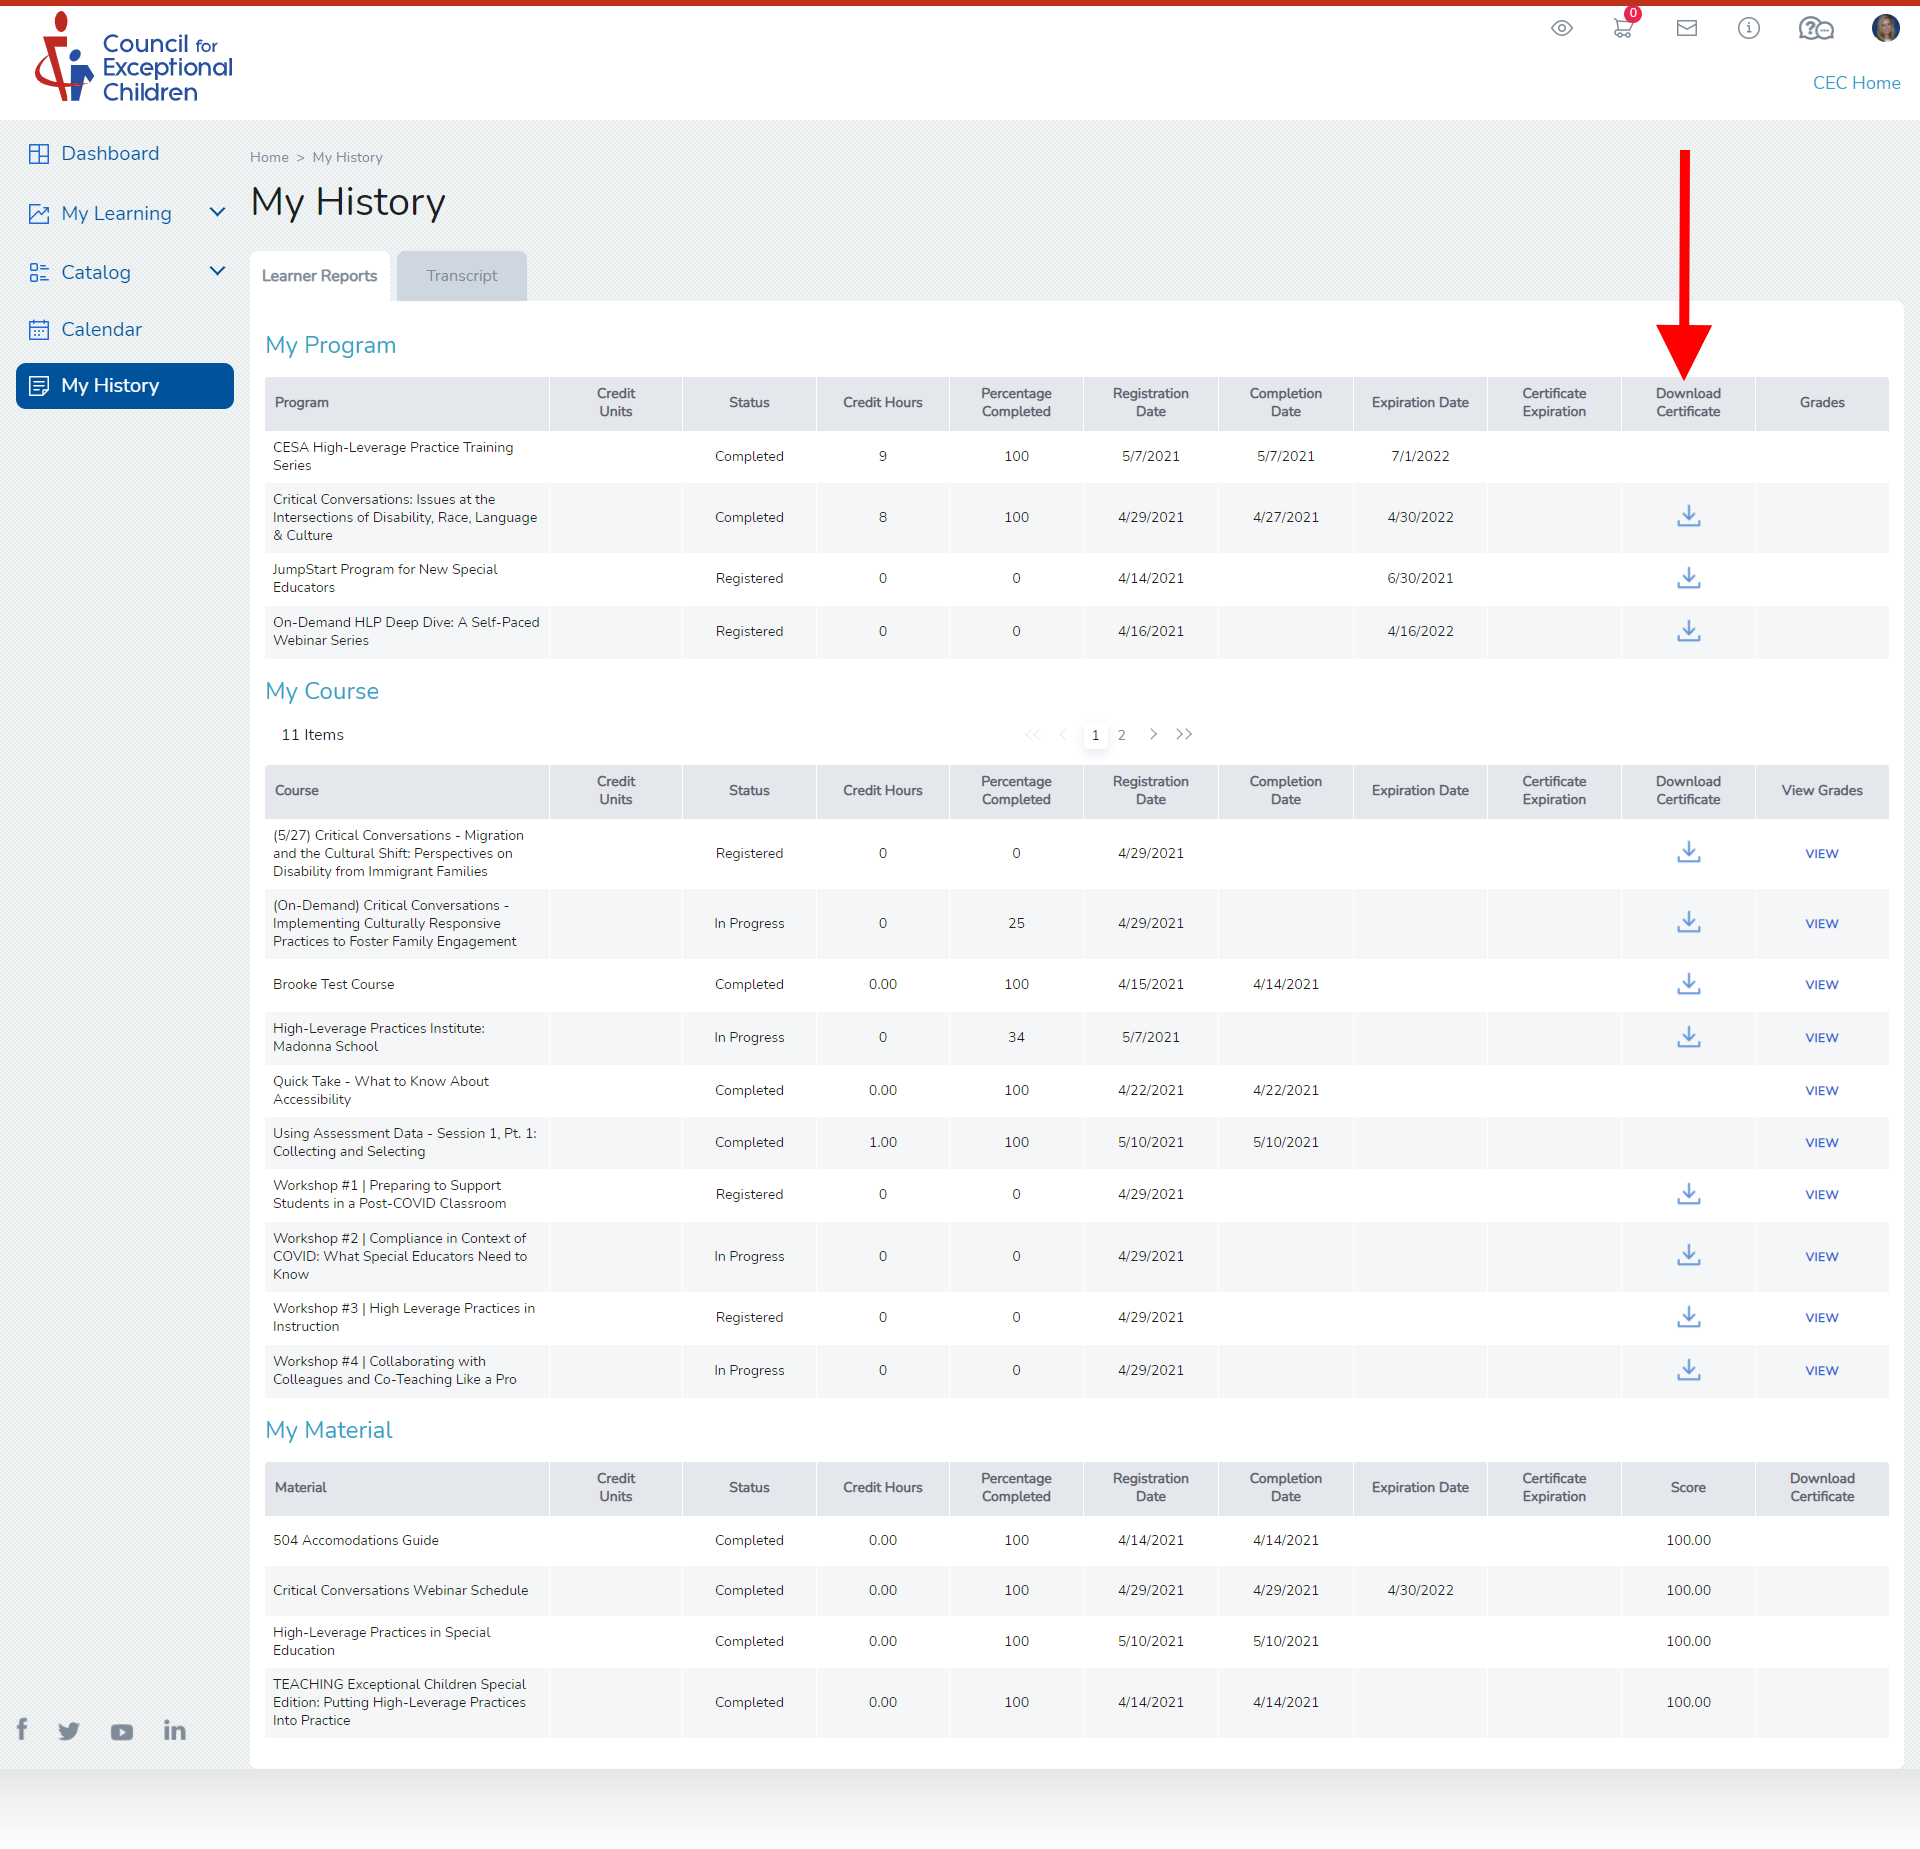 Council for
Exceptional
Children
0
CEC Home
Dashboard
My Learning
Catalog
Calendar
My History
Home > My History
My History
Learner Reports Transcript
My Program
Program Credit Units Status Credit Hours Percentage Completed Registration Date Completion Date Expiration Date Certificate Expiration Download Certificate Grades
CESA High-Leverage Practice Training
Series Completed 9 100 5/7/2021 5/7/2021 7/1/2022
Critical Conversations: Issues at the
Intersections of Disability, Race, Language Completed 8 100 4/29/2021 4/27/2021 4/30/2022
& Culture
JumpStart Program for New Special
Educators Registered 0 0 4/14/2021 6/30/2021
On-Demand HLP Deep Dive: A Self-Paced
Webinar Series Registered 0 0 4/16/2021 4/16/2022
My Course
11 Items << < 1 2 > >>
Course Credit Units Status Credit Hours Percentage Completed Registration Date Completion Date Expiration Date Certificate Expiration Download Certificate View Grades
(5/27) Critical Conversations - Migration
and the Cultural Shift: Perspectives on Registered 0 0 4/29/2021 VIEW
Disability from Immigrant Families
(On-Demand) Critical Conversations -
Implementing Culturally Responsive In Progress 0 25 4/29/2021 VIEW
Practices to Foster Family Engagement
Brooke Test Course Completed 0.00 100 4/15/2021 4/14/2021 VIEW
High-Leverage Practices Institute:
Madonna School In Progress 0 34 5/7/2021 VIEW
Quick Take - What to Know About
Accessibility Completed 0.00 100 4/22/2021 4/22/2021 VIEW
Using Assessment Data - Session 1, Pt. 1:
Collecting and Selecting Completed 1.00 100 5/10/2021 5/10/2021 VIEW
Workshop #1 | Preparing to Support
Students in a Post-COVID Classroom Registered 0 0 4/29/2021 VIEW
Workshop #2 | Compliance in Context of
COVID: What Special Educators Need to In Progress 0 0 4/29/2021 VIEW
Know
Workshop #3 | High Leverage Practices in
Instruction Registered 0 0 4/29/2021 VIEW
Workshop #4 | Collaborating with
Colleagues and Co-Teaching Like a Pro In Progress 0 0 4/29/2021 VIEW
My Material
Material Credit Units Status Credit Hours Percentage Completed Registration Date Completion Date Expiration Date Certificate Expiration Score Download Certificate
504 Accomodations Guide Completed 0.00 100 4/14/2021 4/14/2021 100.00
Critical Conversations Webinar Schedule Completed 0.00 100 4/29/2021 4/29/2021 4/30/2022 100.00
High-Leverage Practices in Special
Education Completed 0.00 100 5/10/2021 5/10/2021 100.00
TEACHING Exceptional Children Special
Edition: Putting High-Leverage Practices Completed 0.00 100 4/14/2021 4/14/2021 100.00
Into Practice